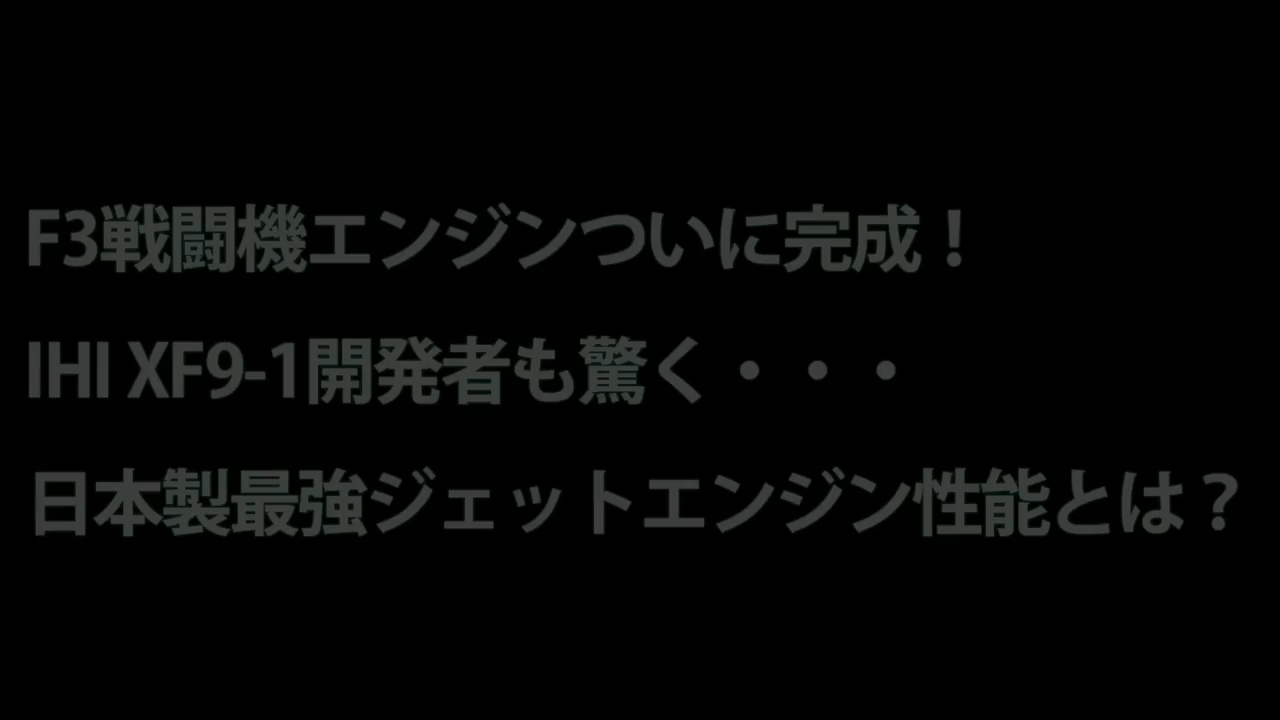 F3戦闘機エンジンついに完成！
IHI XF9-1開発者も驚く・・・
日本製最強ジェットエンジン性能とは？